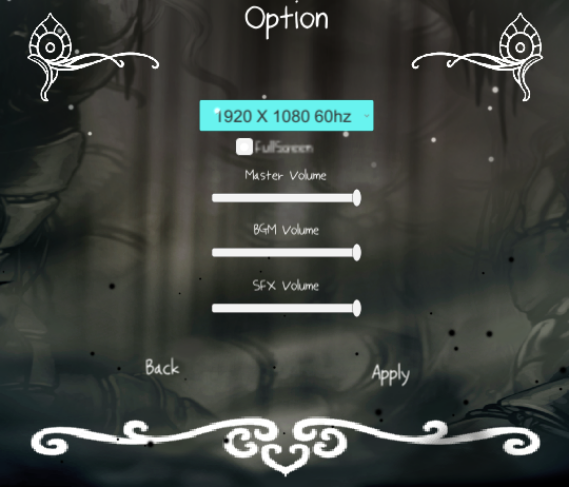 Option
1920 X 1080 60hz
FullScreen
Master Volume
BGM Volume
SFX Volume
Back
Apply